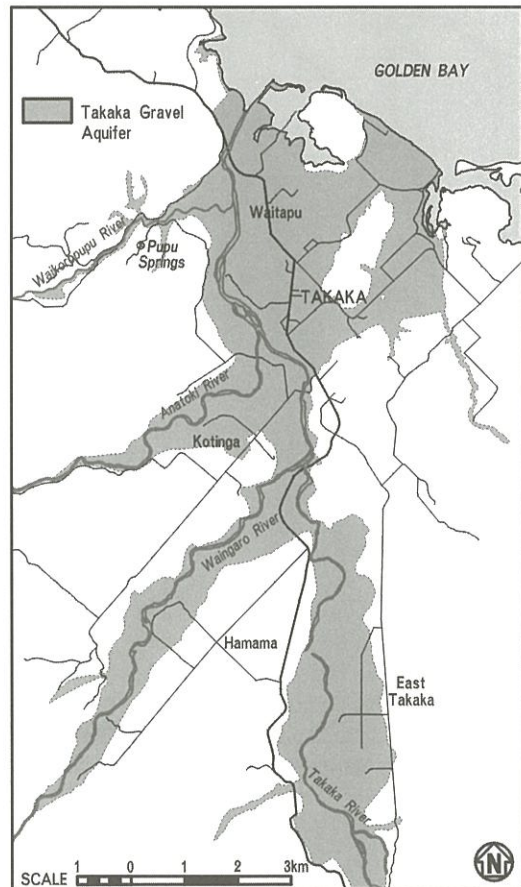 GOLDEN BAY
Takaka Gravel
Aquifer
Waitapu
Waikoropupu River
Pupu
Springs
TAKAKA
Anatoki River
Kotinga
Waingaro River
Hamama
East
Takaka
Takaka River
N
SCALE 1 0 1 2 3km